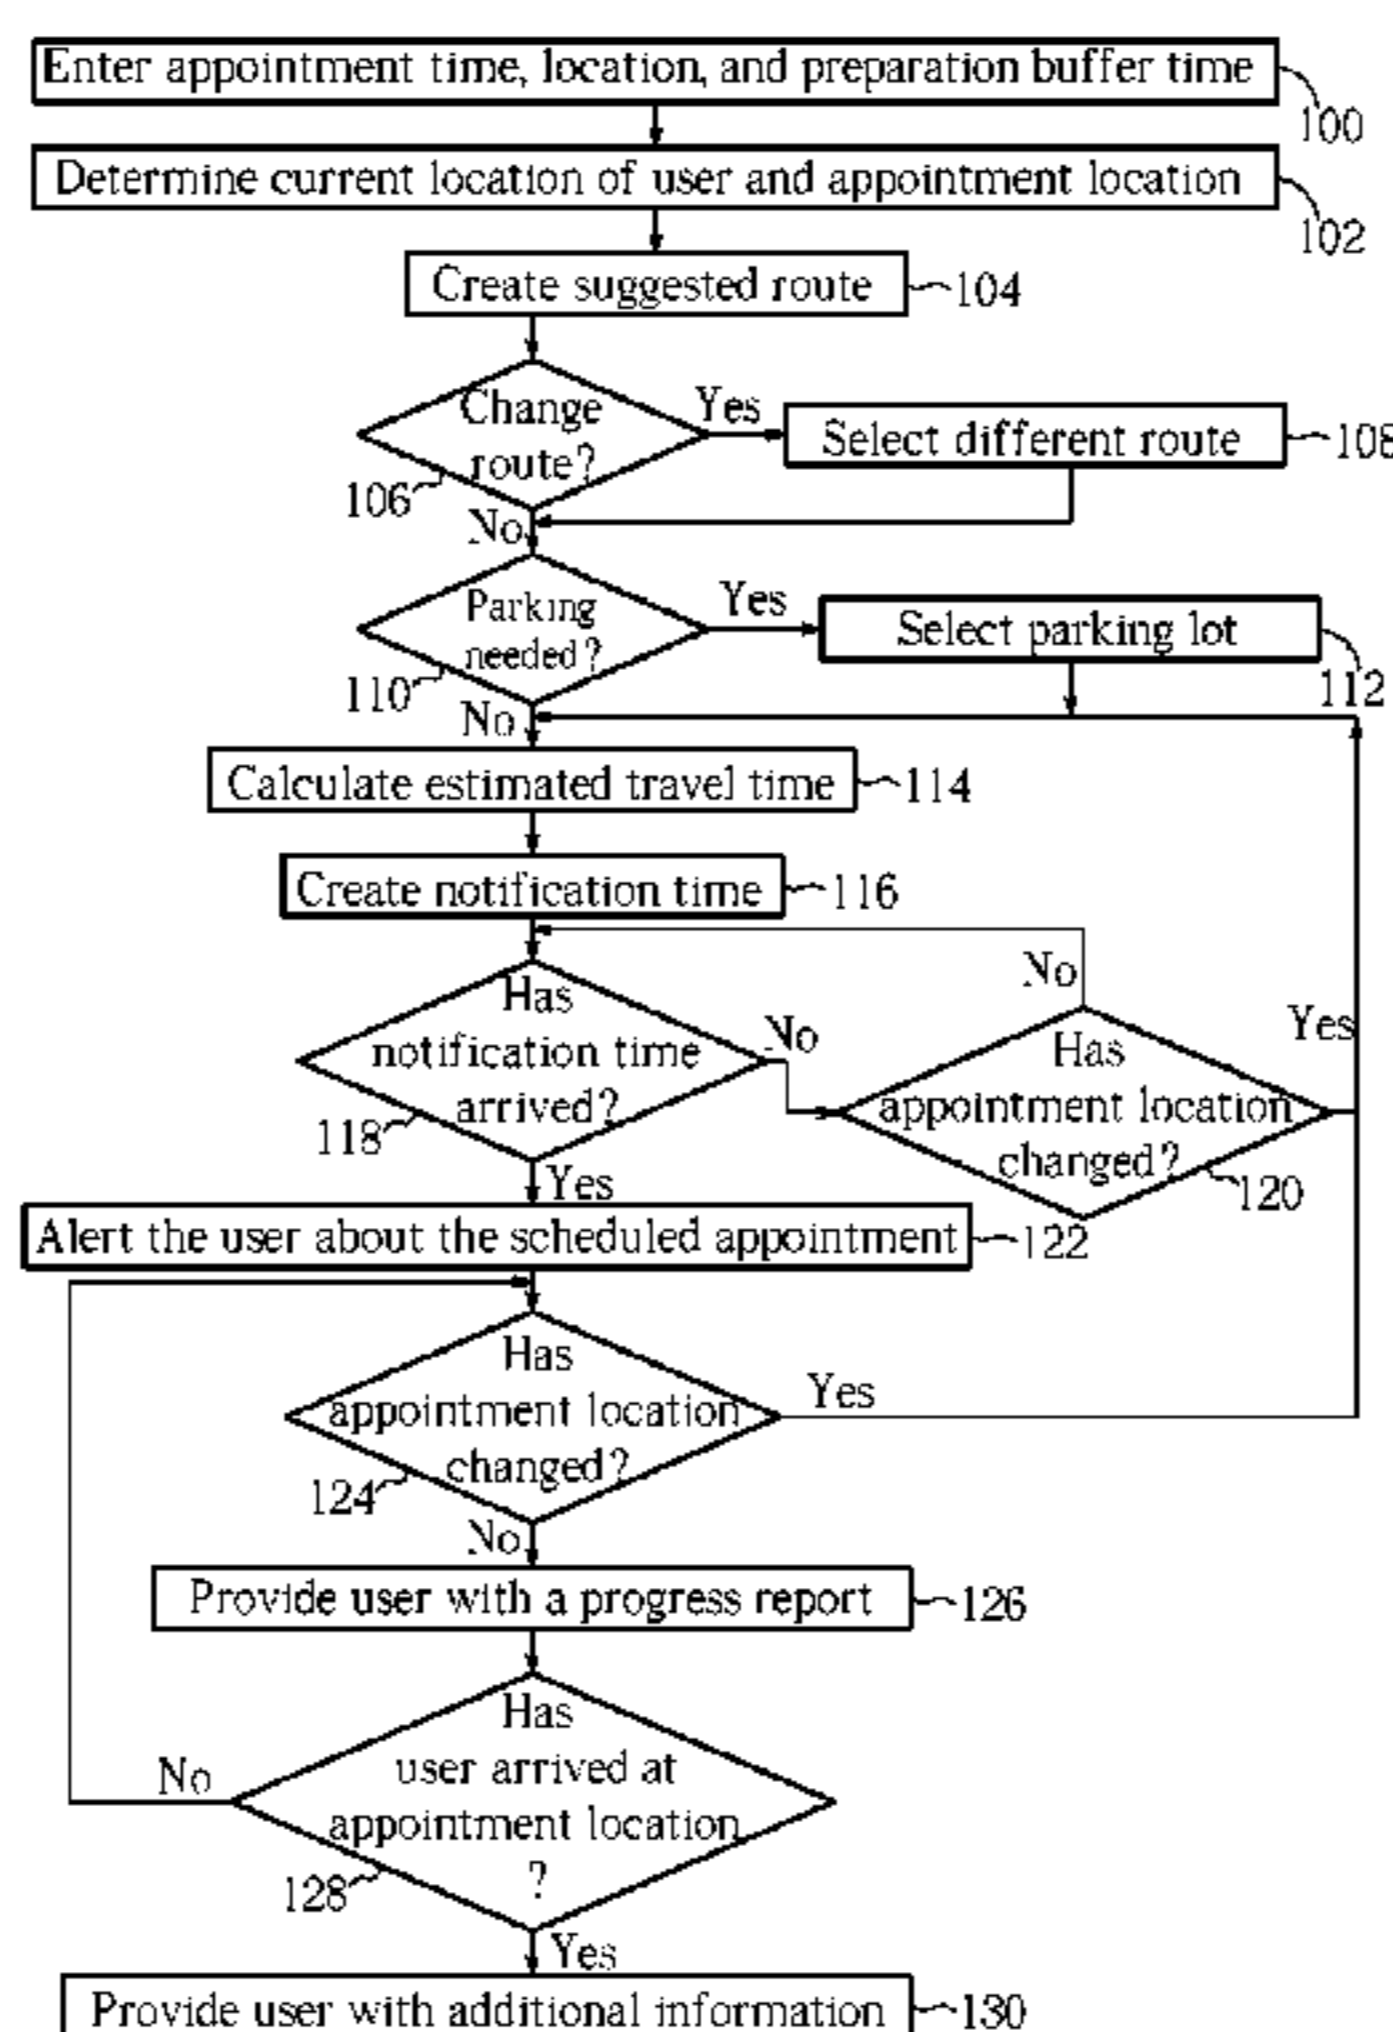 Enter appointment time, location, and preparation buffer time
100
Determine current location of user and appointment location
102
Create suggested route
104
Change
route?
106
Yes
Select different route
108
No
Parking
needed?
110
Yes
Select parking lot
112
No
Calculate estimated travel time
114
Create notification time
116
Has
notification time
arrived?
118
No
No
Has
appointment location
changed?
120
Yes
Yes
Alert the user about the scheduled appointment
122
Has
appointment location
changed?
124
Yes
No
Provide user with a progress report
126
Has
user arrived at
appointment location
?
128
No
Yes
Provide user with additional information
130